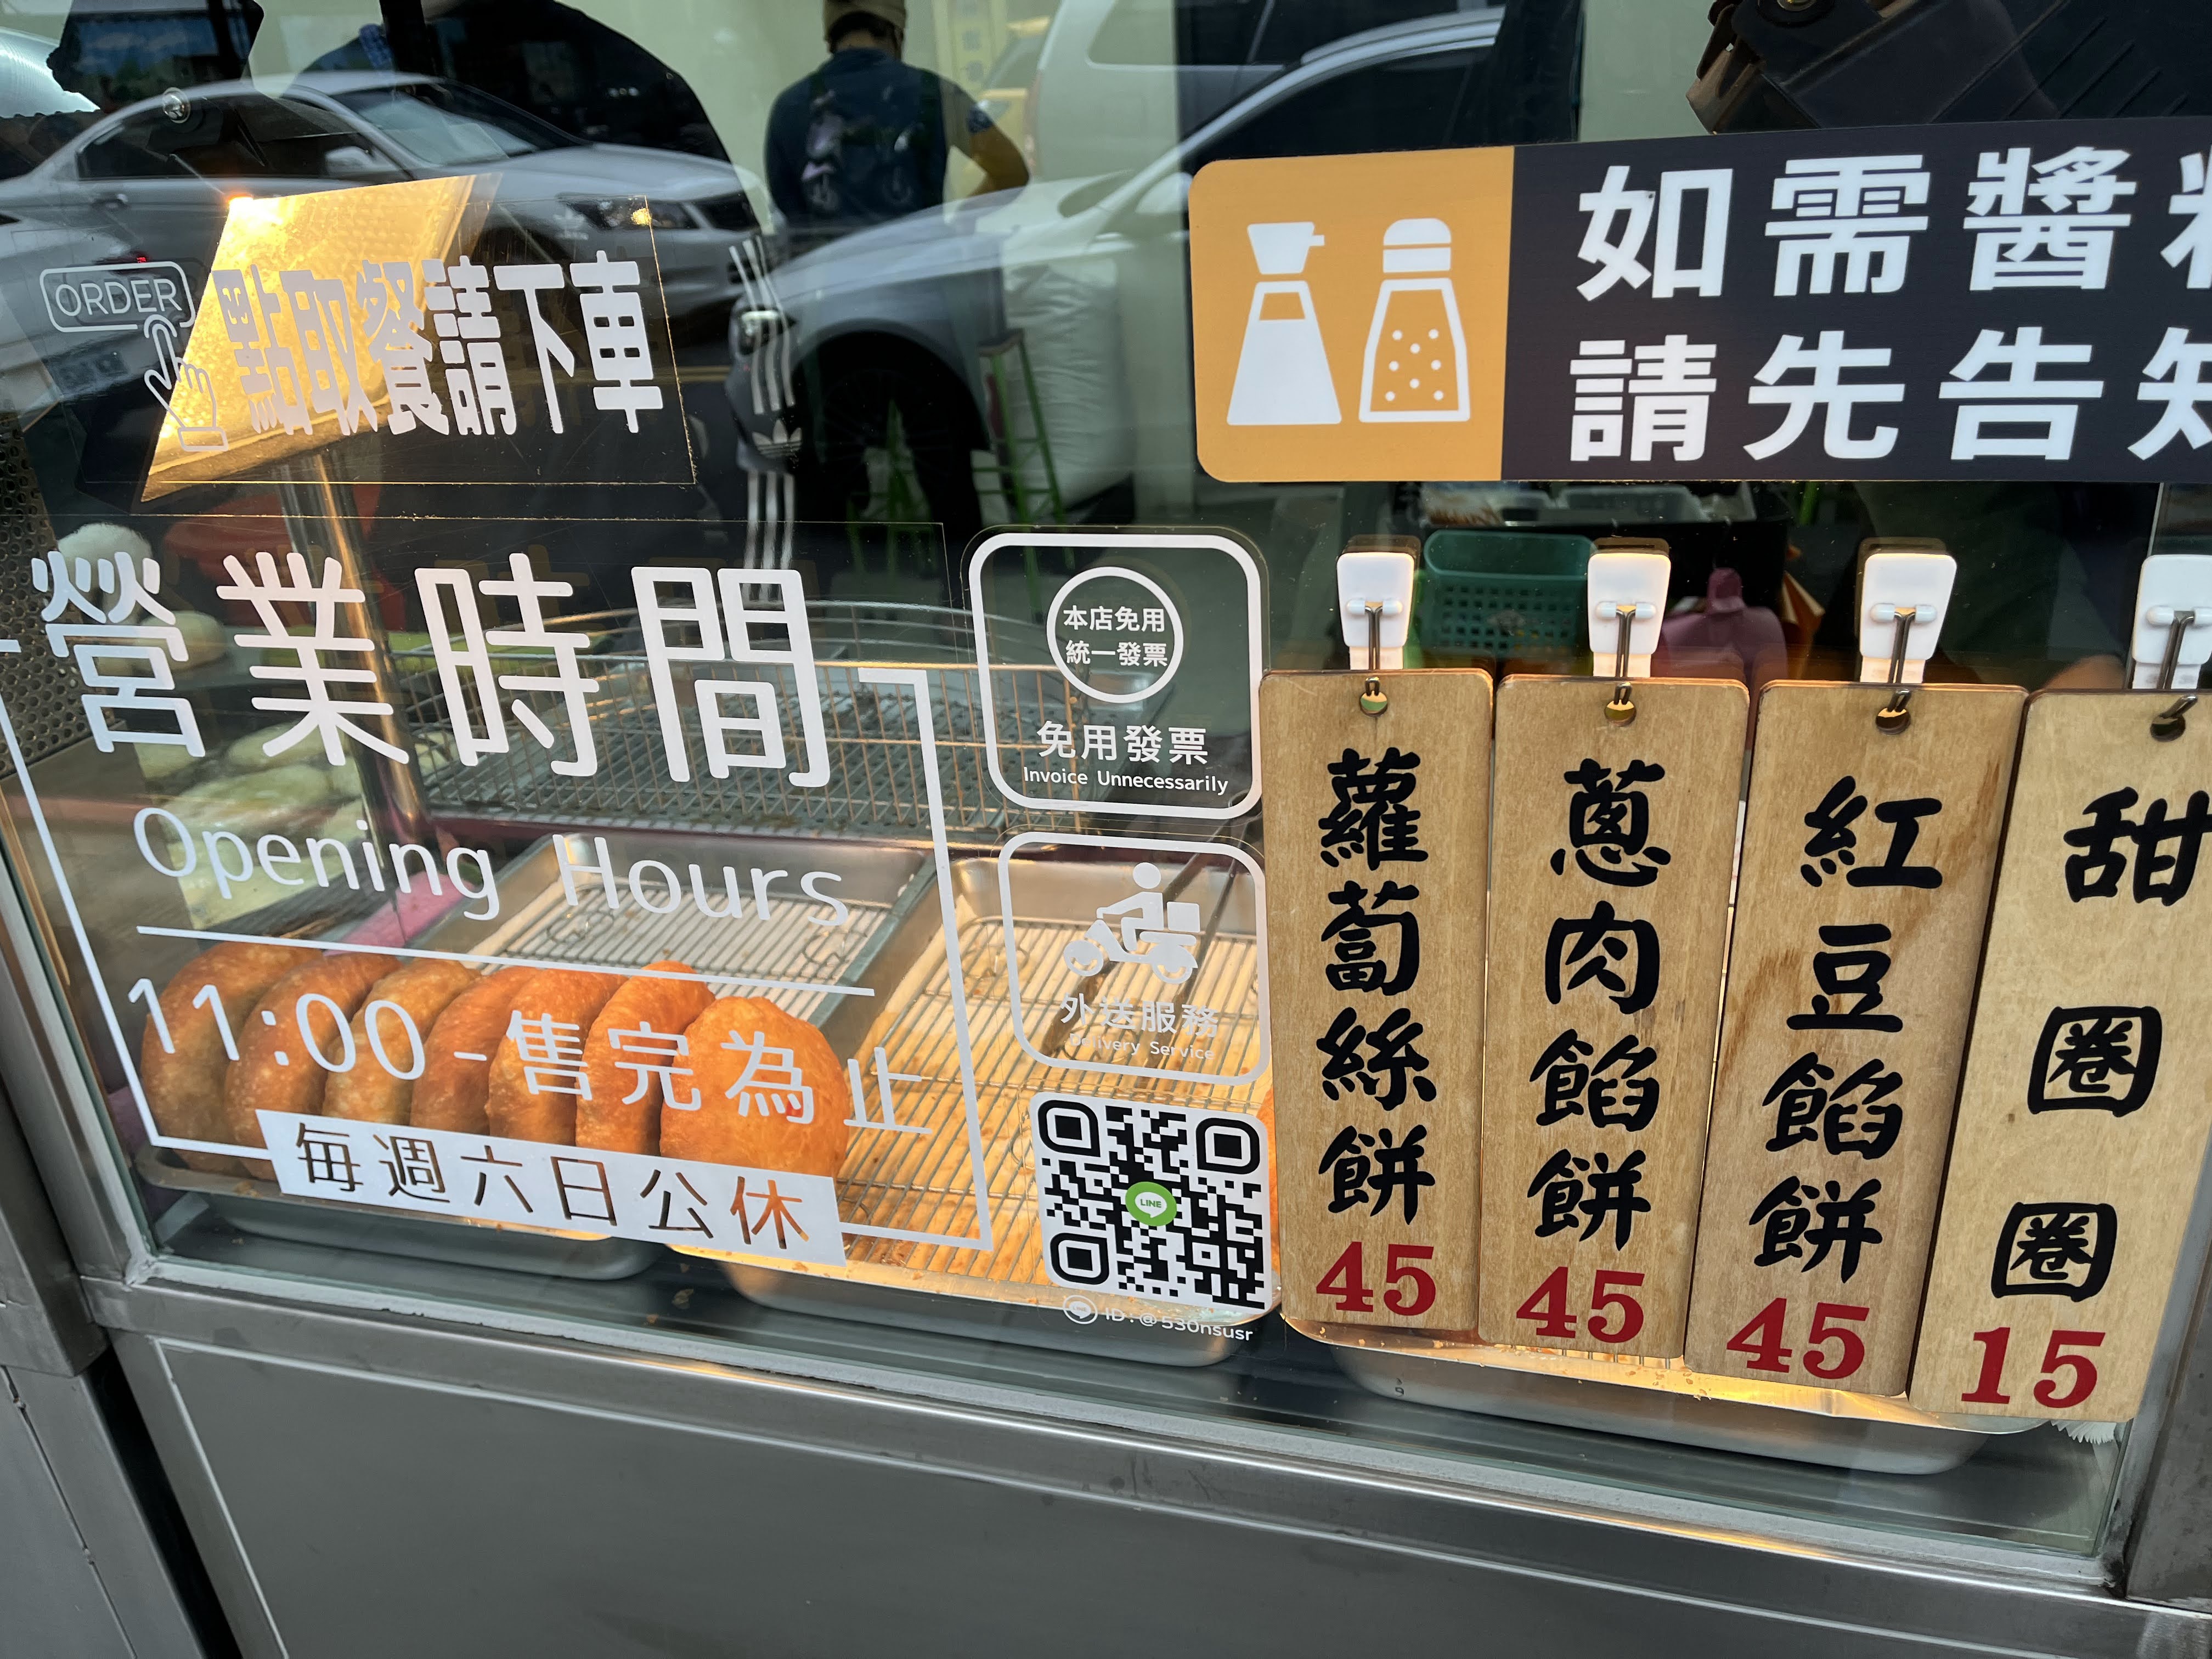 ORDER
點取餐請下車
營業時間
Opening Hours
11:00-售完為止
每週六日公休
本店免用
統一發票
免用發票
Invoice Unnecessarily
外送服務
Delivery Service
LINE
ID:@530nsusr
如需醬料
請先告知
蘿蔔絲餅
45
蔥肉餡餅
45
紅豆餡餅
45
甜圈圈
15